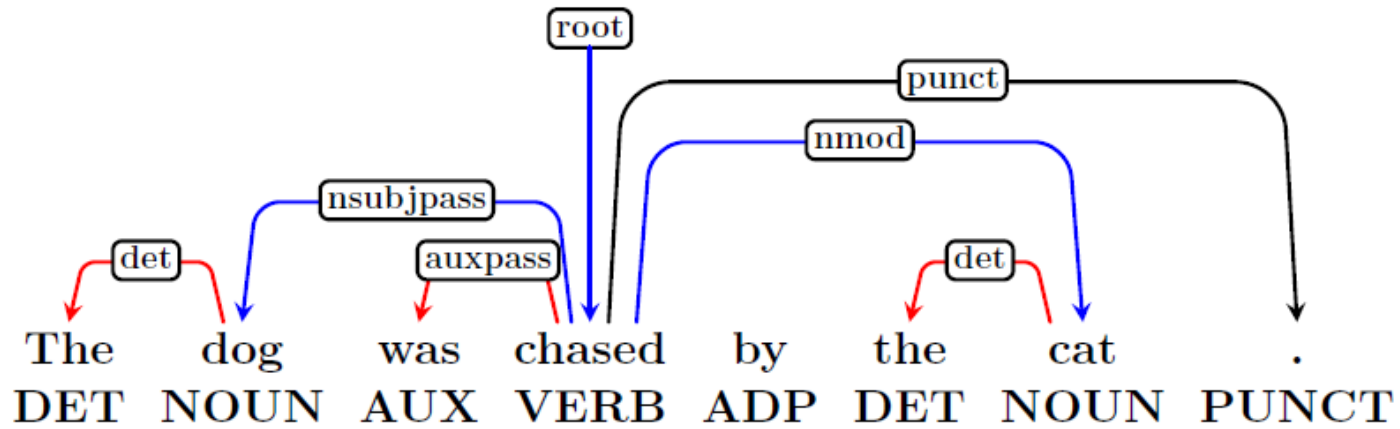 root
punct
nmod
nsubjpass
det auxpass det
The dog was chased by the cat .
DET NOUN AUX VERB ADP DET NOUN PUNCT